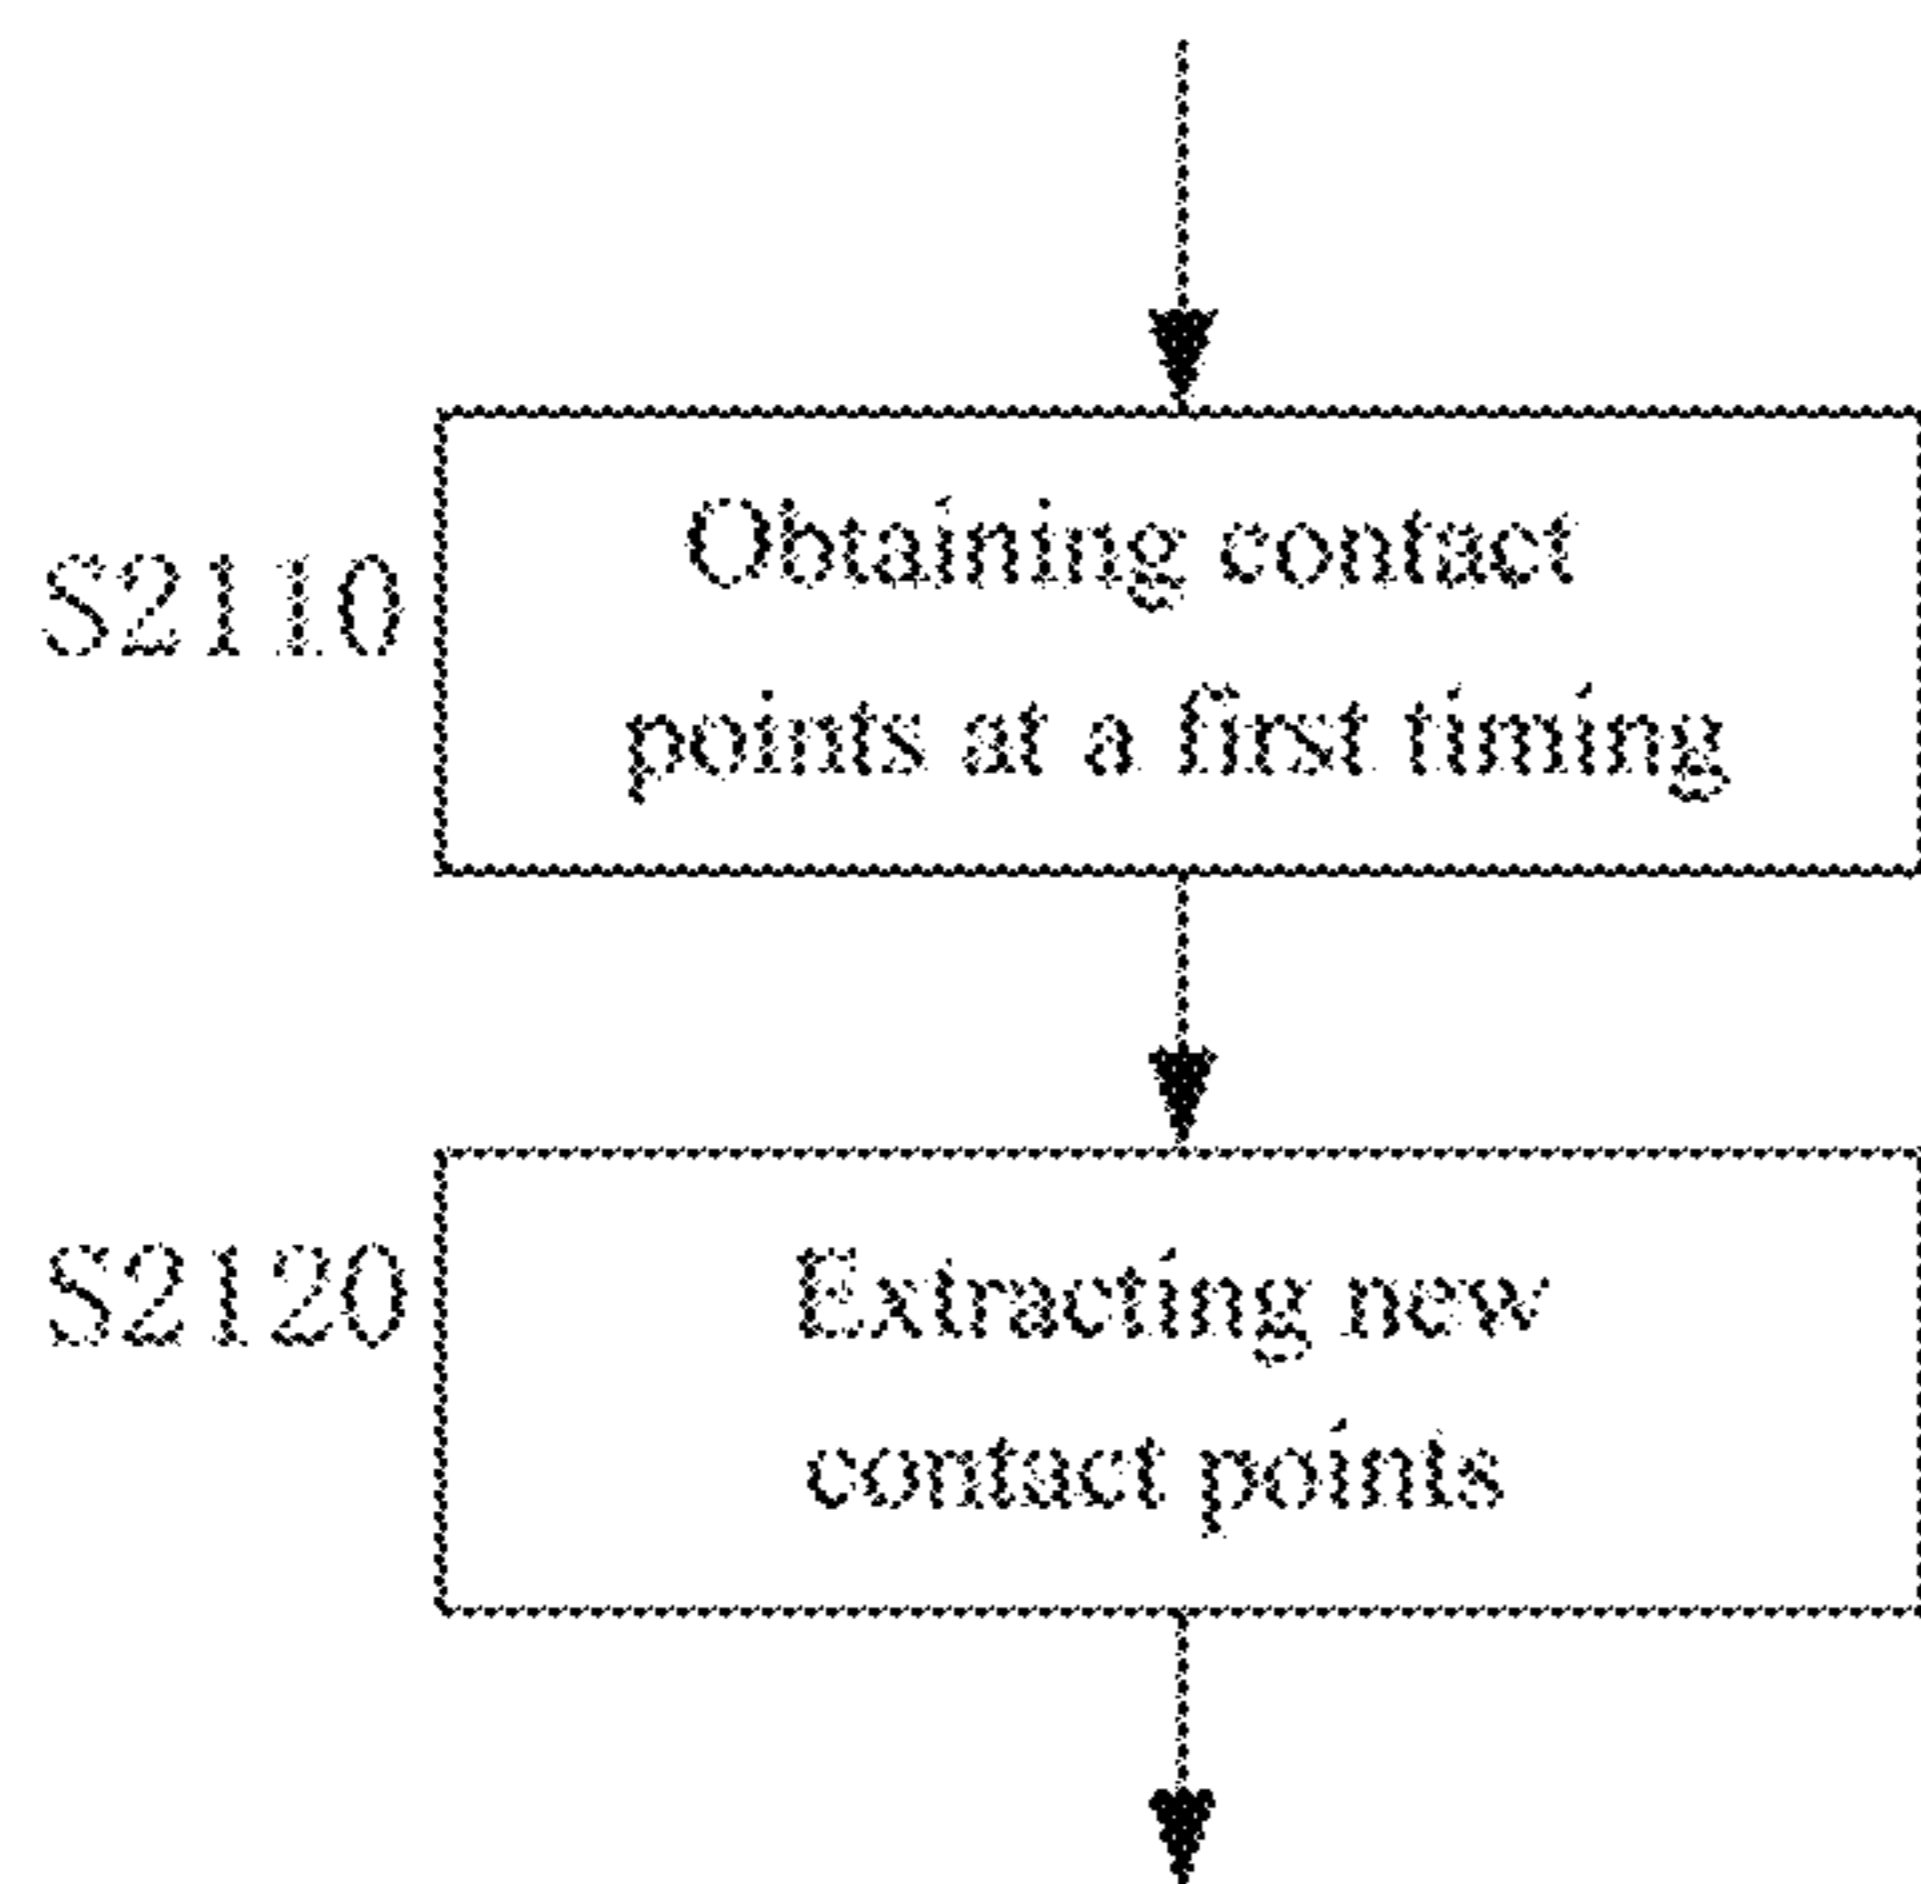 S2110
Obtaining contact
points at a first timing
S2120
Extracting new
contact points